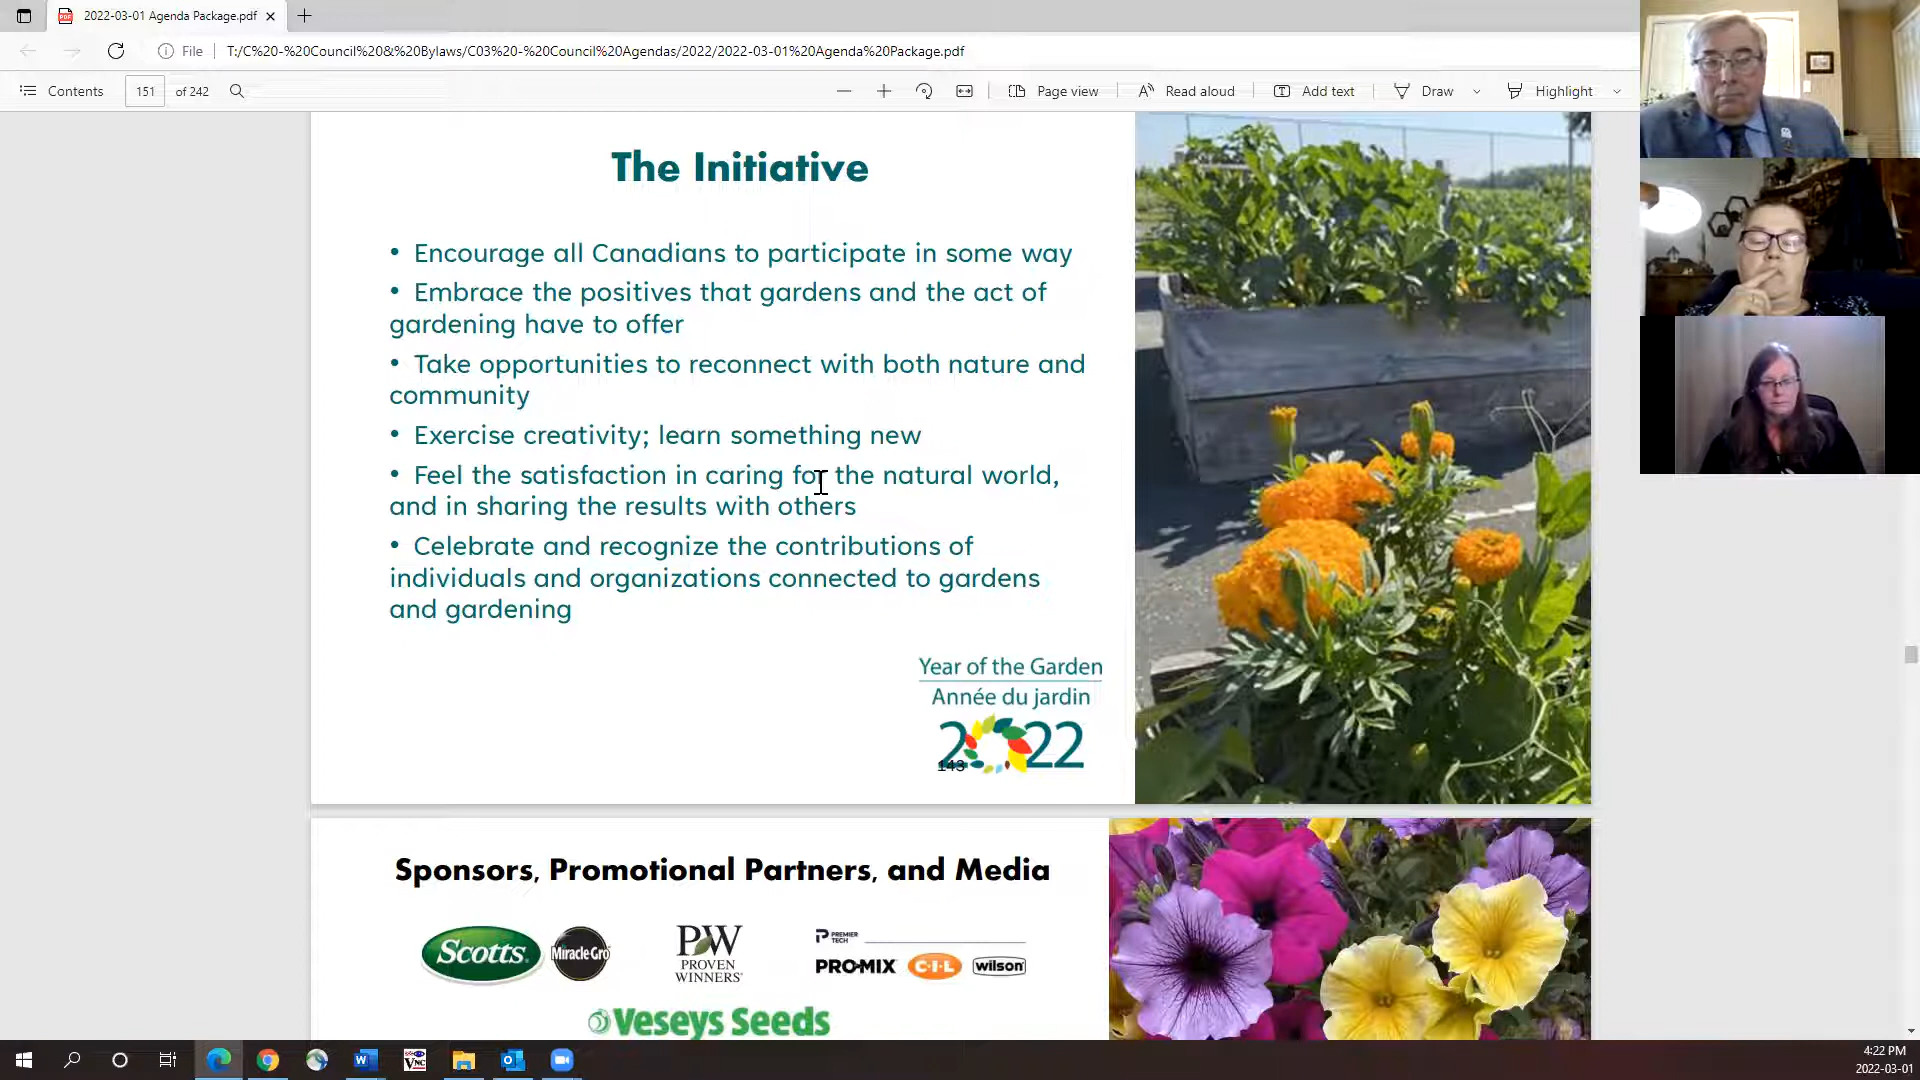 2022-03-01 Agenda Package.pdf
File
T:/C%20-%20Council%20&%20Bylaws/C03%20-%20Council%20Agendas/2022/2022-03-01%20Agenda%20Package.pdf
Contents
151
of 242
Page view
Read aloud
Add text
Draw
Highlight
The Initiative
• Encourage all Canadians to participate in some way
• Embrace the positives that gardens and the act of
gardening have to offer
• Take opportunities to reconnect with both nature and
community
• Exercise creativity; learn something new
• Feel the satisfaction in caring for the natural world,
and in sharing the results with others
• Celebrate and recognize the contributions of
individuals and organizations connected to gardens
and gardening
Year of the Garden
Année du jardin
2022
143
Sponsors, Promotional Partners, and Media
Scotts
Miracle Gro
PW
PROVEN
WINNERS
PREMIER
TECH
PRO-MIX
C-I-L
wilson
Veseys Seeds
4:22 PM
2022-03-01